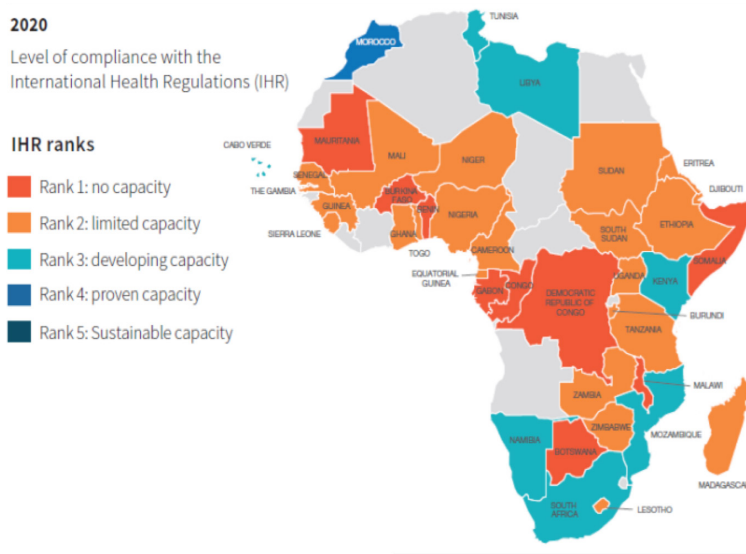 2020
Level of compliance with the
International Health Regulations (IHR)
IHR ranks
Rank 1: no capacity
Rank 2: limited capacity
Rank 3: developing capacity
Rank 4: proven capacity
Rank 5: Sustainable capacity
TUNISIA
MOROCCO
LIBYA
CABO VERDE
MAURITANIA
MALI
NIGER
SUDAN
ERITREA
SENEGAL
DJIBOUTI
THE GAMBIA
BURKINA
FASO
GUINEA
BENIN
NIGERIA
ETHIOPIA
SIERRA LEONE
GHANA
SOUTH
SUDAN
TOGO
CAMEROON
SOMALIA
EQUATORIAL
GUINEA
UGANDA
KENYA
GABON
CONGO
DEMOCRATIC
REPUBLIC OF
CONGO
BURUNDI
TANZANIA
MALAWI
ZAMBIA
ZIMBABWE
MOZAMBIQUE
NAMIBIA
BOTSWANA
MADAGASCAR
SOUTH
AFRICA
LESOTHO